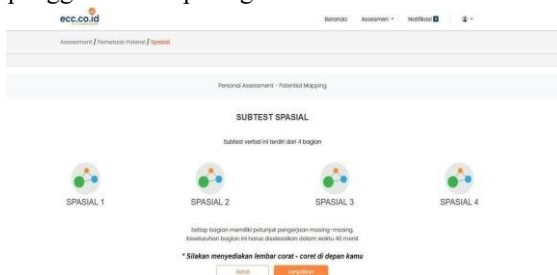 ecc.co.id
Beranda Assesmen Notifikasi
Assessment / Pemetaan Potensi / Spasial
Personal Assessment - Potential Mapping
SUBTEST SPASIAL
Subtest verbal ini terdiri dari 4 bagian
SPASIAL 1 SPASIAL 2 SPASIAL 3 SPASIAL 4
Setiap bagian memiliki petunjuk pengerjaan masing-masing.
Keseluruhan bagian ini harus diselesaikan dalam waktu 40 menit
* Silakan menyediakan lembar corat - coret di depan kamu
Lanjutkan